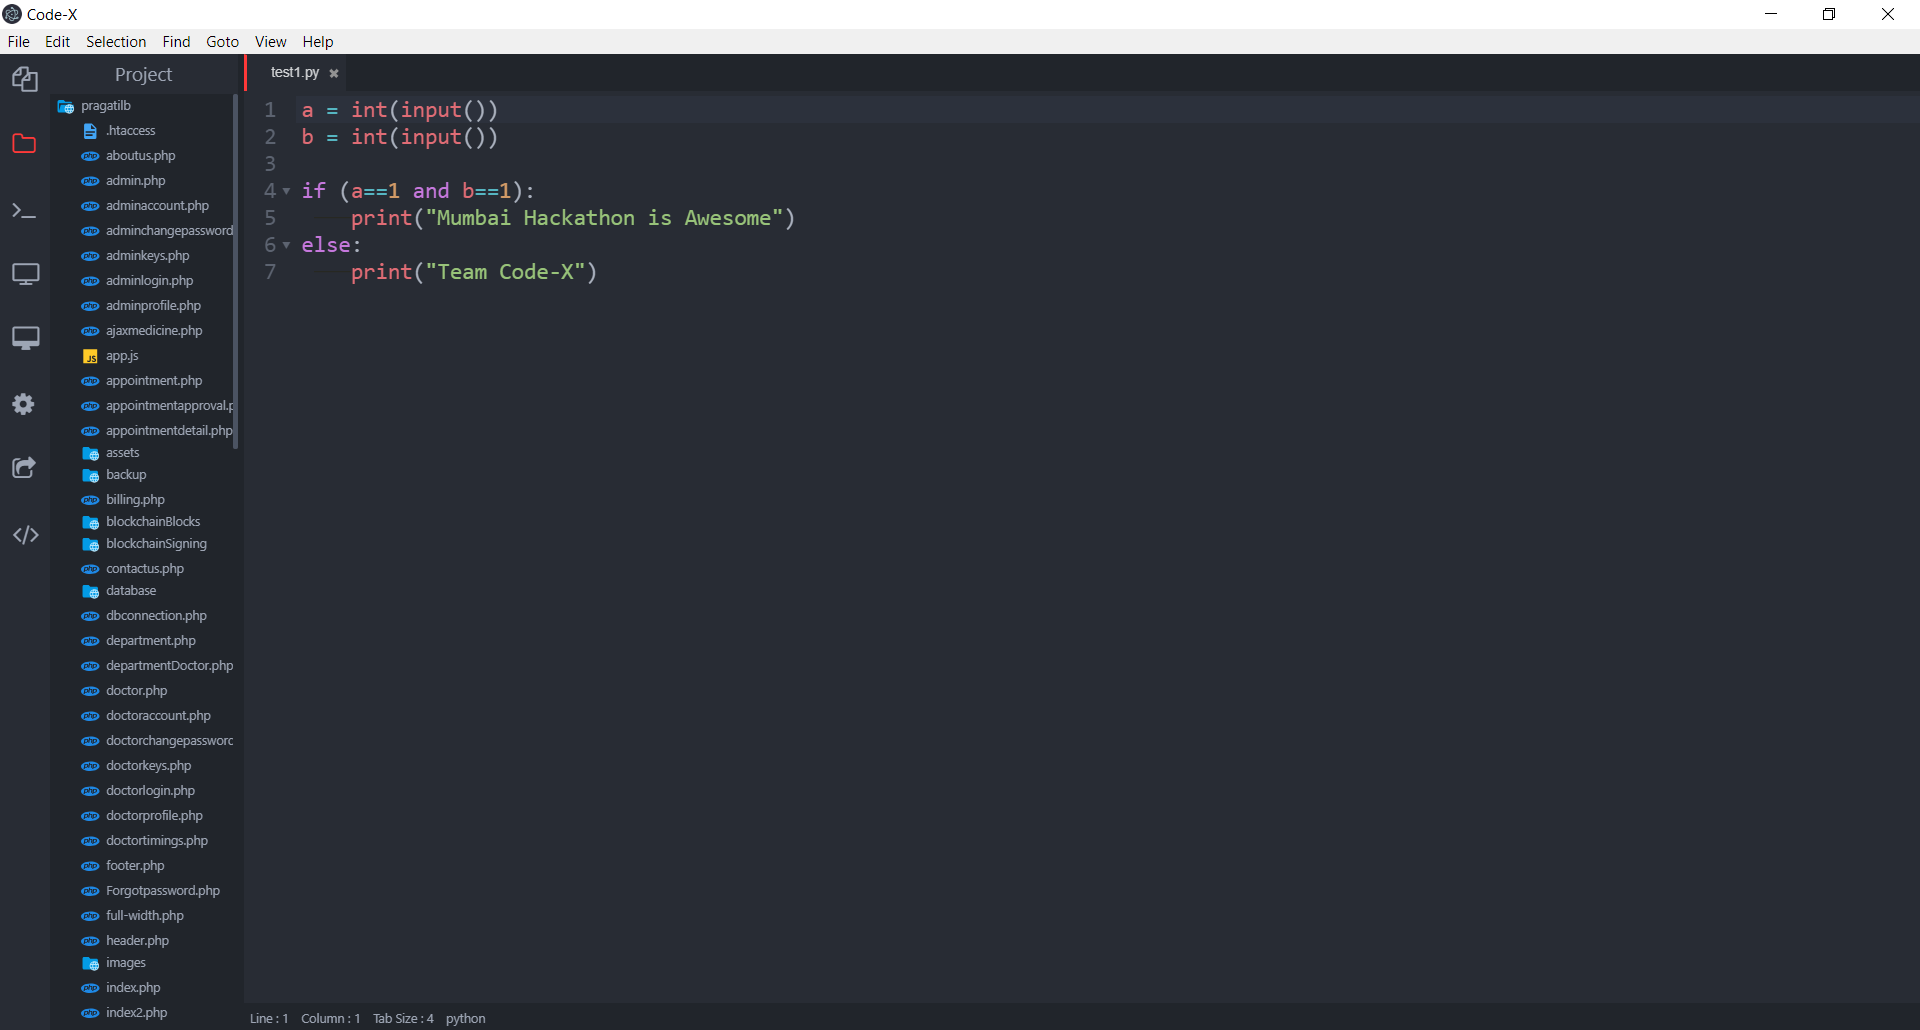 Code-X
File Edit Selection Find Goto View Help
Project
pragatilb
.htaccess
aboutus.php
admin.php
adminaccount.php
adminchangepassword
adminkeys.php
adminlogin.php
adminprofile.php
ajaxmedicine.php
JS app.js
appointment.php
appointmentapproval.p
appointmentdetail.php
assets
backup
billing.php
blockchainBlocks
blockchainSigning
contactus.php
database
dbconnection.php
department.php
departmentDoctor.php
doctor.php
doctoraccount.php
doctorchangepassword
doctorkeys.php
doctorlogin.php
doctorprofile.php
doctortimings.php
footer.php
Forgotpassword.php
full-width.php
header.php
images
index.php
index2.php
test1.py
1 a = int(input())
2 b = int(input())
3
4 if (a==1 and b==1):
5     print("Mumbai Hackathon is Awesome")
6 else:
7     print("Team Code-X")
Line : 1 Column : 1 Tab Size : 4 python